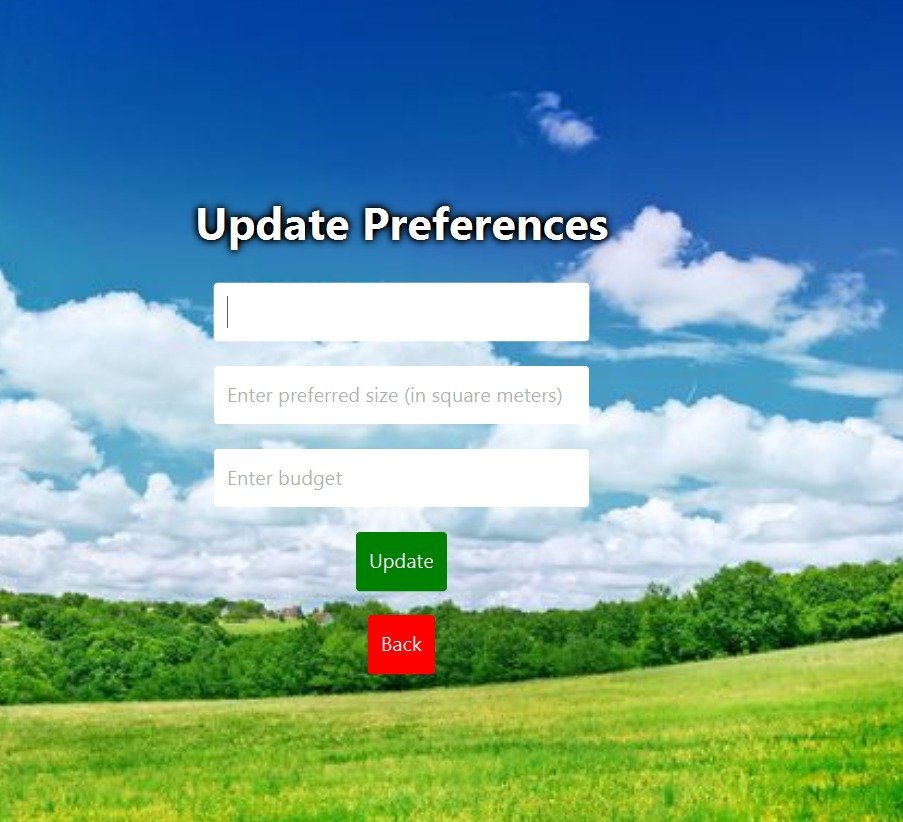 Update Preferences
Enter preferred size (in square meters)
Enter budget
Update
Back